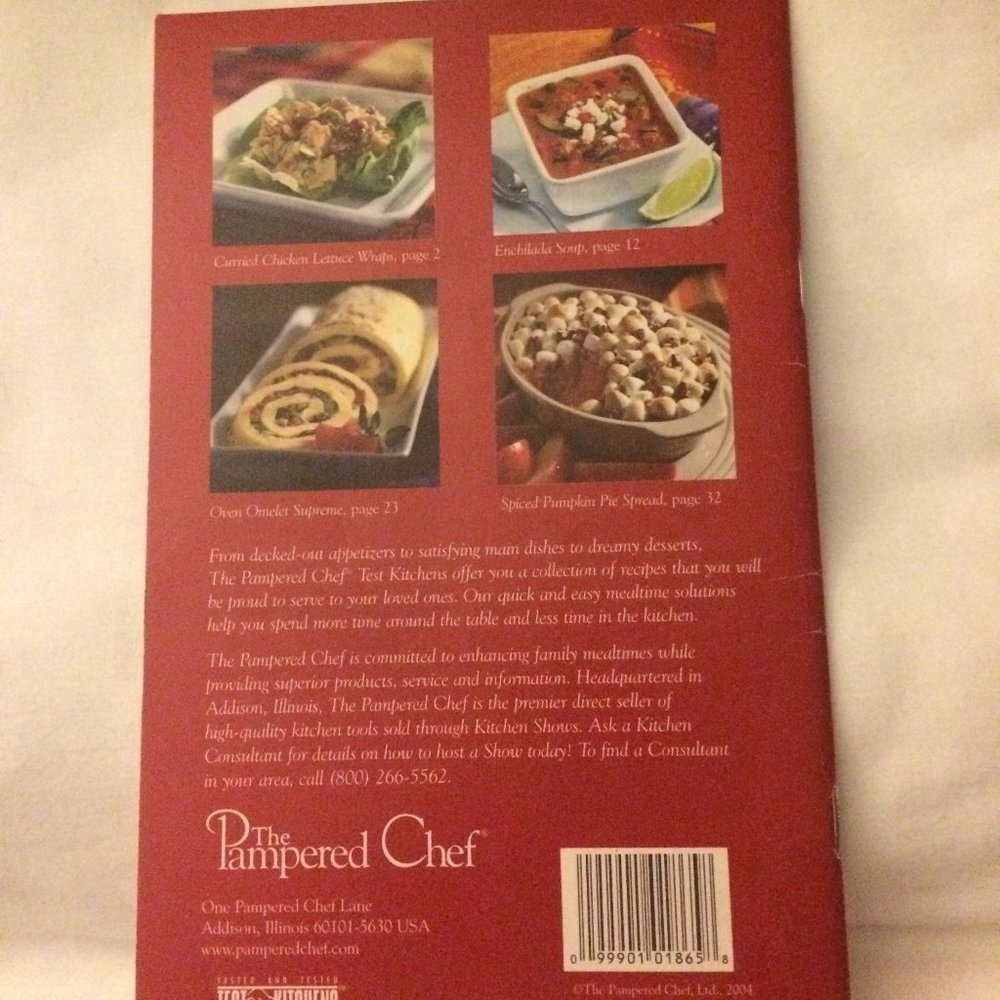 Curried Chicken Lettuce Wraps, page 2
Enchilada Soup, page 12
Oven Omelet Supreme, page 23
Spiced Pumpkin Pie Spread, page 32
From decked-out appetizers to satisfying main dishes to dreamy desserts,
The Pampered Chef® Test Kitchens offer you a collection of recipes that you will
be proud to serve to your loved ones. Our quick and easy mealtime solutions
help you spend more time around the table and less time in the kitchen.
The Pampered Chef is committed to enhancing family mealtimes while
providing superior products, service and information. Headquartered in
Addison, Illinois, The Pampered Chef is the premier direct seller of
high-quality kitchen tools sold through Kitchen Shows. Ask a Kitchen
Consultant for details on how to host a Show today! To find a Consultant
in your area, call (800) 266-5562.
The
Pampered Chef®
One Pampered Chef Lane
Addison, Illinois 60101-5630 USA
www.pamperedchef.com
TASTED AND TESTED
TEST KITCHENS
0 99901 01865 8
©The Pampered Chef, Ltd., 2004